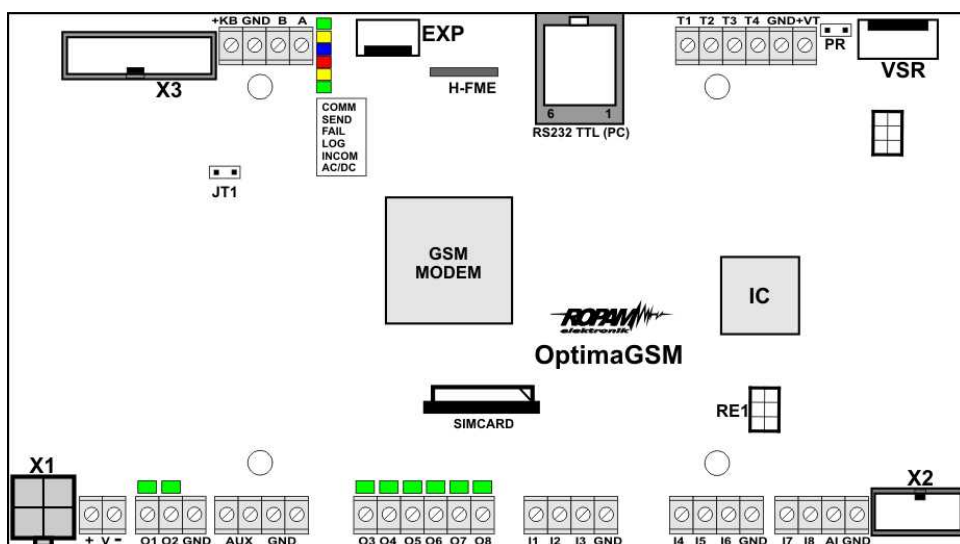 +KB GND B A
EXP
T1 T2 T3 T4 GND+VT
PR
VSR
X3
H-FME
6 1
RS232 TTL (PC)
COMM
SEND
FAIL
LOG
INCOM
AC/DC
JT1
GSM
MODEM
IC
ROPAM
elektronik
OptimaGSM
SIMCARD
RE1
X1
X2
+ V - O1 O2 GND AUX GND O3 O4 O5 O6 O7 O8 I1 I2 I3 GND I4 I5 I6 GND I7 I8 AI GND